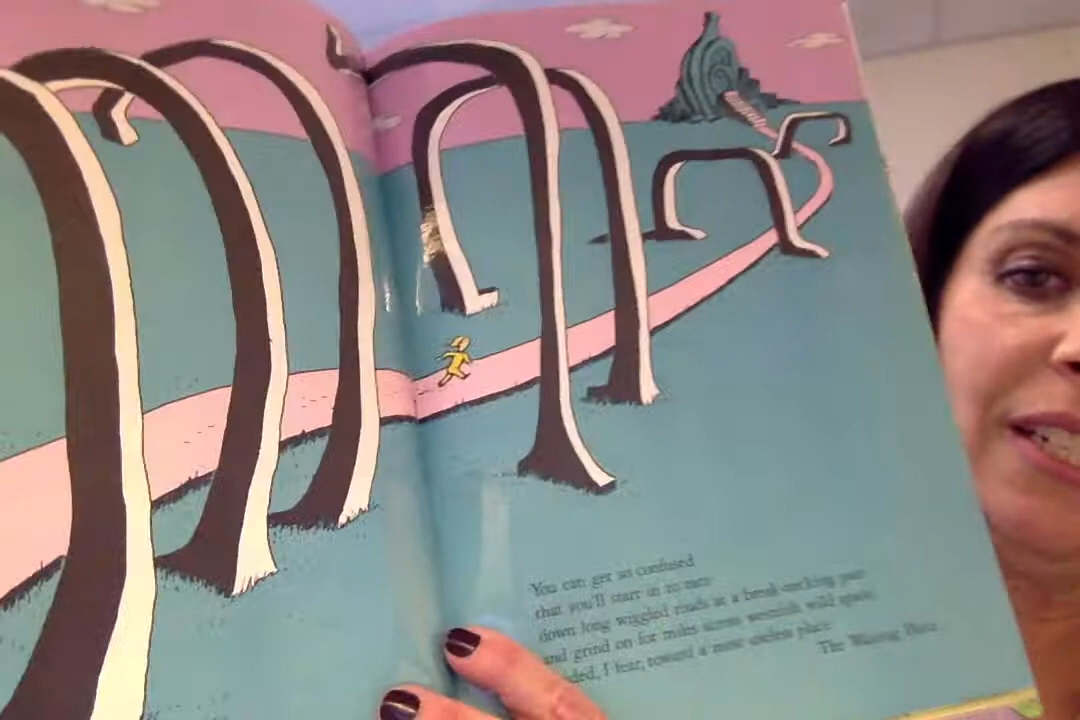 You can get so confused
that you'll start in to race
down long wiggled roads at a break-necking pace
and grind on for miles across weirdish wild space,
ded, I fear, toward a most useless place.
The Waiting Place